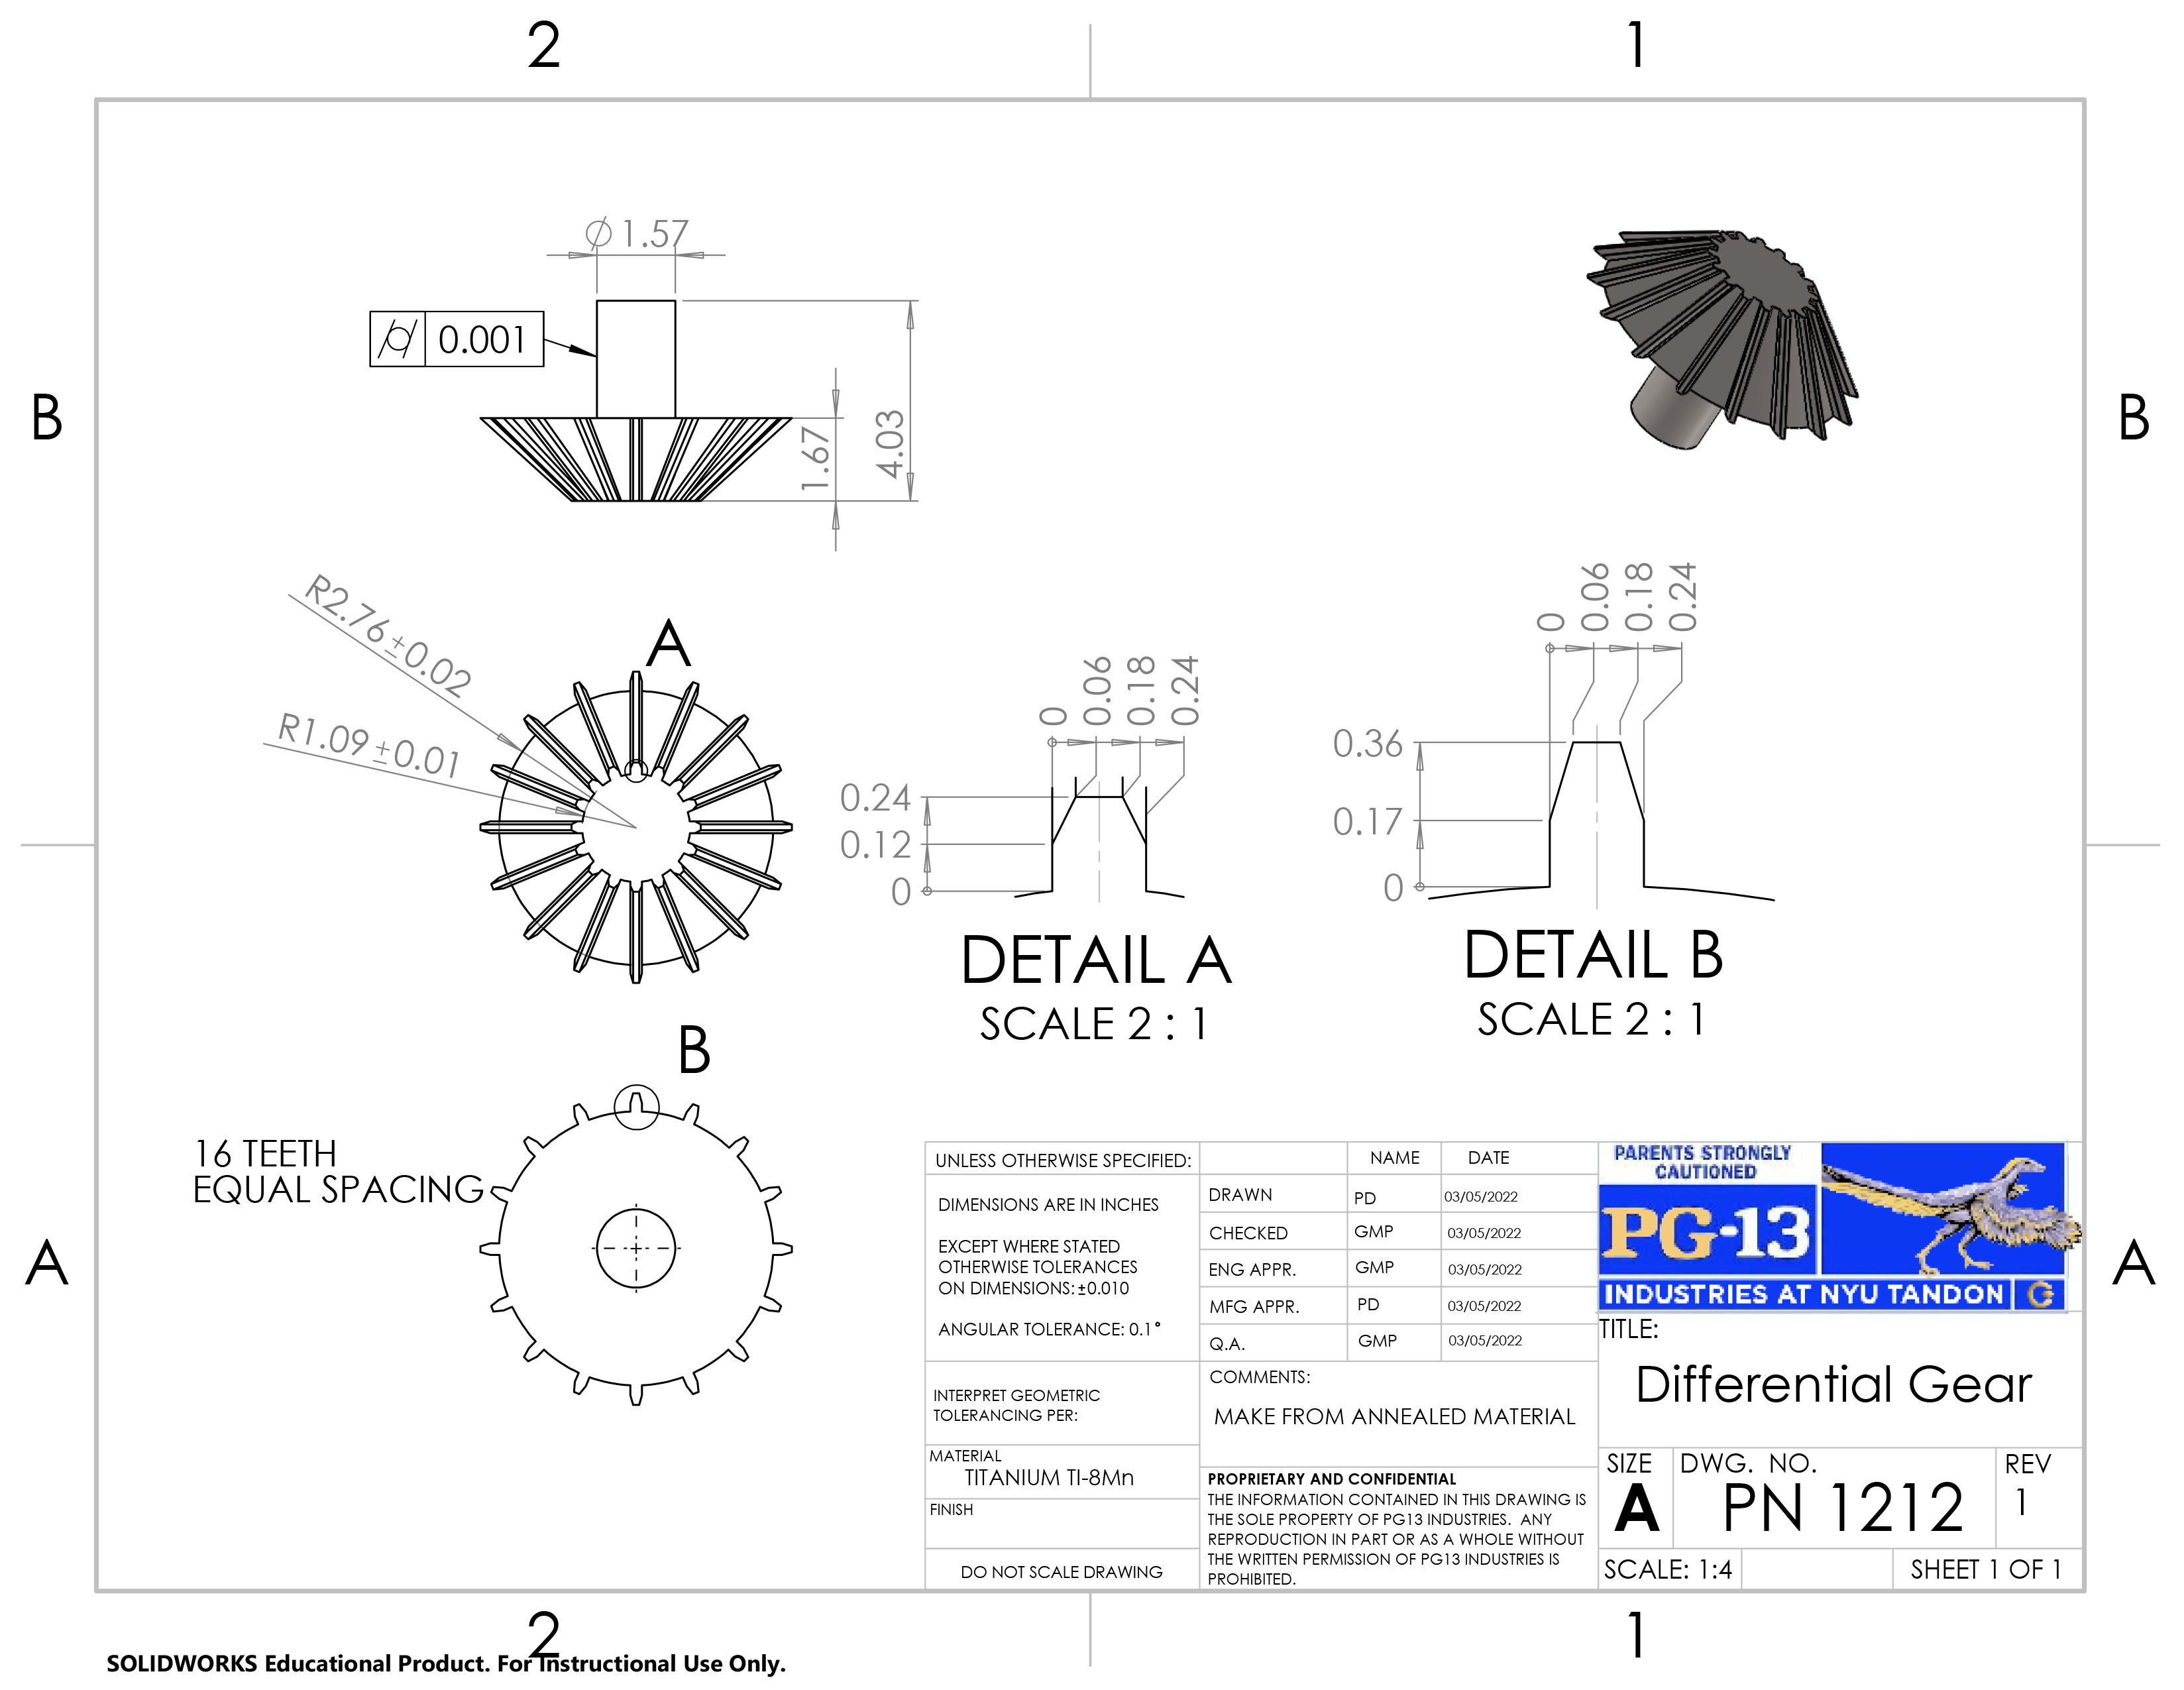 2
1
B
B
A
A
2
1
⌀1.57
⌭ 0.001
1.67
4.03
R2.76±0.02
R1.09±0.01
A
0
0.06
0.18
0.24
0.24
0.12
0
DETAIL A
SCALE 2 : 1
0
0.06
0.18
0.24
0.36
0.17
0
DETAIL B
SCALE 2 : 1
B
16 TEETH
EQUAL SPACING
UNLESS OTHERWISE SPECIFIED:
DIMENSIONS ARE IN INCHES
EXCEPT WHERE STATED
OTHERWISE TOLERANCES
ON DIMENSIONS:±0.010
ANGULAR TOLERANCE: 0.1°
INTERPRET GEOMETRIC
TOLERANCING PER:
MATERIAL
TITANIUM TI-8Mn
FINISH
DO NOT SCALE DRAWING
NAME DATE
DRAWN PD 03/05/2022
CHECKED GMP 03/05/2022
ENG APPR. GMP 03/05/2022
MFG APPR. PD 03/05/2022
Q.A. GMP 03/05/2022
COMMENTS:
MAKE FROM ANNEALED MATERIAL
PROPRIETARY AND CONFIDENTIAL
THE INFORMATION CONTAINED IN THIS DRAWING IS
THE SOLE PROPERTY OF PG13 INDUSTRIES. ANY
REPRODUCTION IN PART OR AS A WHOLE WITHOUT
THE WRITTEN PERMISSION OF PG13 INDUSTRIES IS
PROHIBITED.
PARENTS STRONGLY
CAUTIONED
PG-13
INDUSTRIES AT NYU TANDON
TITLE:
Differential Gear
SIZE
A
DWG. NO.
PN 1212
REV
1
SCALE: 1:4
SHEET 1 OF 1
SOLIDWORKS Educational Product. For Instructional Use Only.